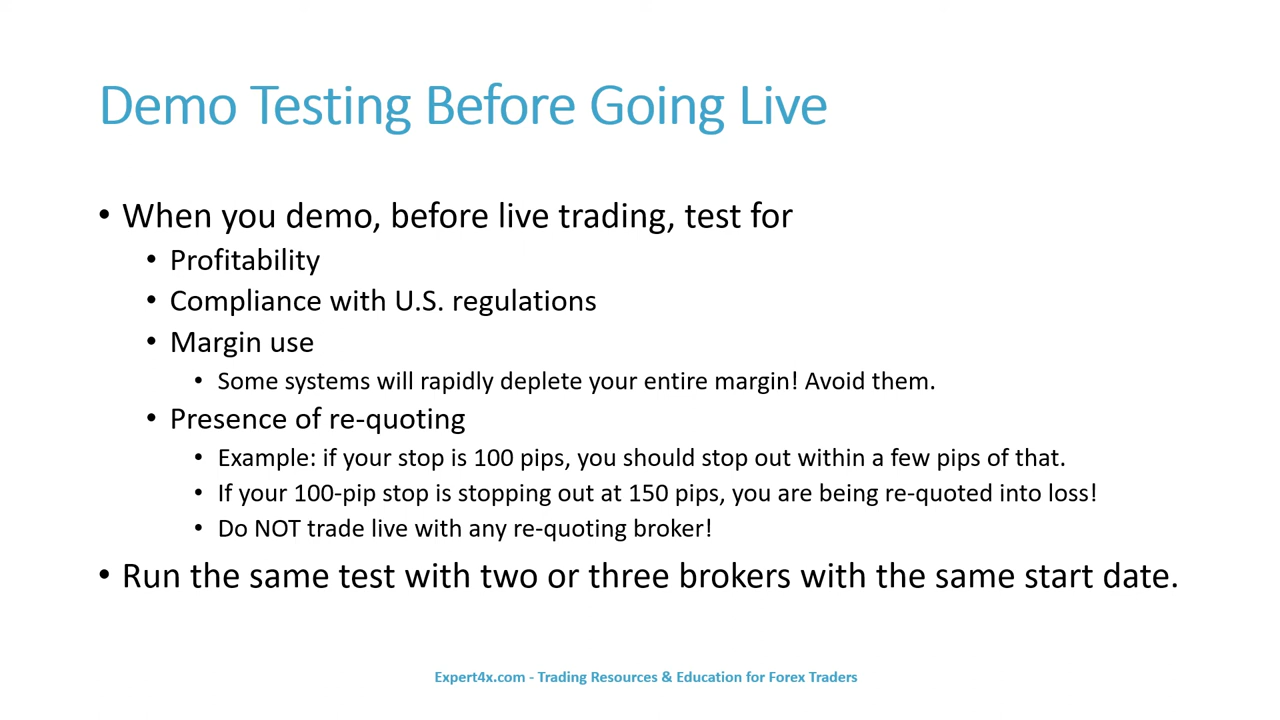 Demo Testing Before Going Live
• When you demo, before live trading, test for
• Profitability
• Compliance with U.S. regulations
• Margin use
• Some systems will rapidly deplete your entire margin! Avoid them.
• Presence of re-quoting
• Example: if your stop is 100 pips, you should stop out within a few pips of that.
• If your 100-pip stop is stopping out at 150 pips, you are being re-quoted into loss!
• Do NOT trade live with any re-quoting broker!
• Run the same test with two or three brokers with the same start date.
Expert4x.com - Trading Resources & Education for Forex Traders